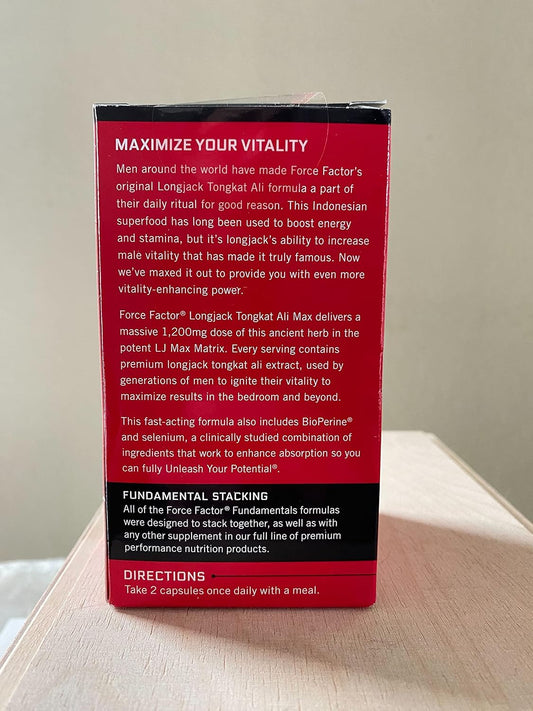 MAXIMIZE YOUR VITALITY
Men around the world have made Force Factor's
original Longjack Tongkat Ali formula a part of
their daily ritual for good reason. This Indonesian
superfood has long been used to boost energy
and stamina, but it's longjack's ability to increase
male vitality that has made it truly famous. Now
we've maxed it out to provide you with even more
vitality-enhancing power.
Force Factor® Longjack Tongkat Ali Max delivers a
massive 1,200mg dose of this ancient herb in the
potent LJ Max Matrix. Every serving contains
premium longjack tongkat ali extract, used by
generations of men to ignite their vitality to
maximize results in the bedroom and beyond.
This fast-acting formula also includes BioPerine®
and selenium, a clinically studied combination of
ingredients that work to enhance absorption so you
can fully Unleash Your Potential®.
FUNDAMENTAL STACKING
All of the Force Factor® Fundamentals formulas
were designed to stack together, as well as with
any other supplement in our full line of premium
performance nutrition products.
DIRECTIONS
Take 2 capsules once daily with a meal.